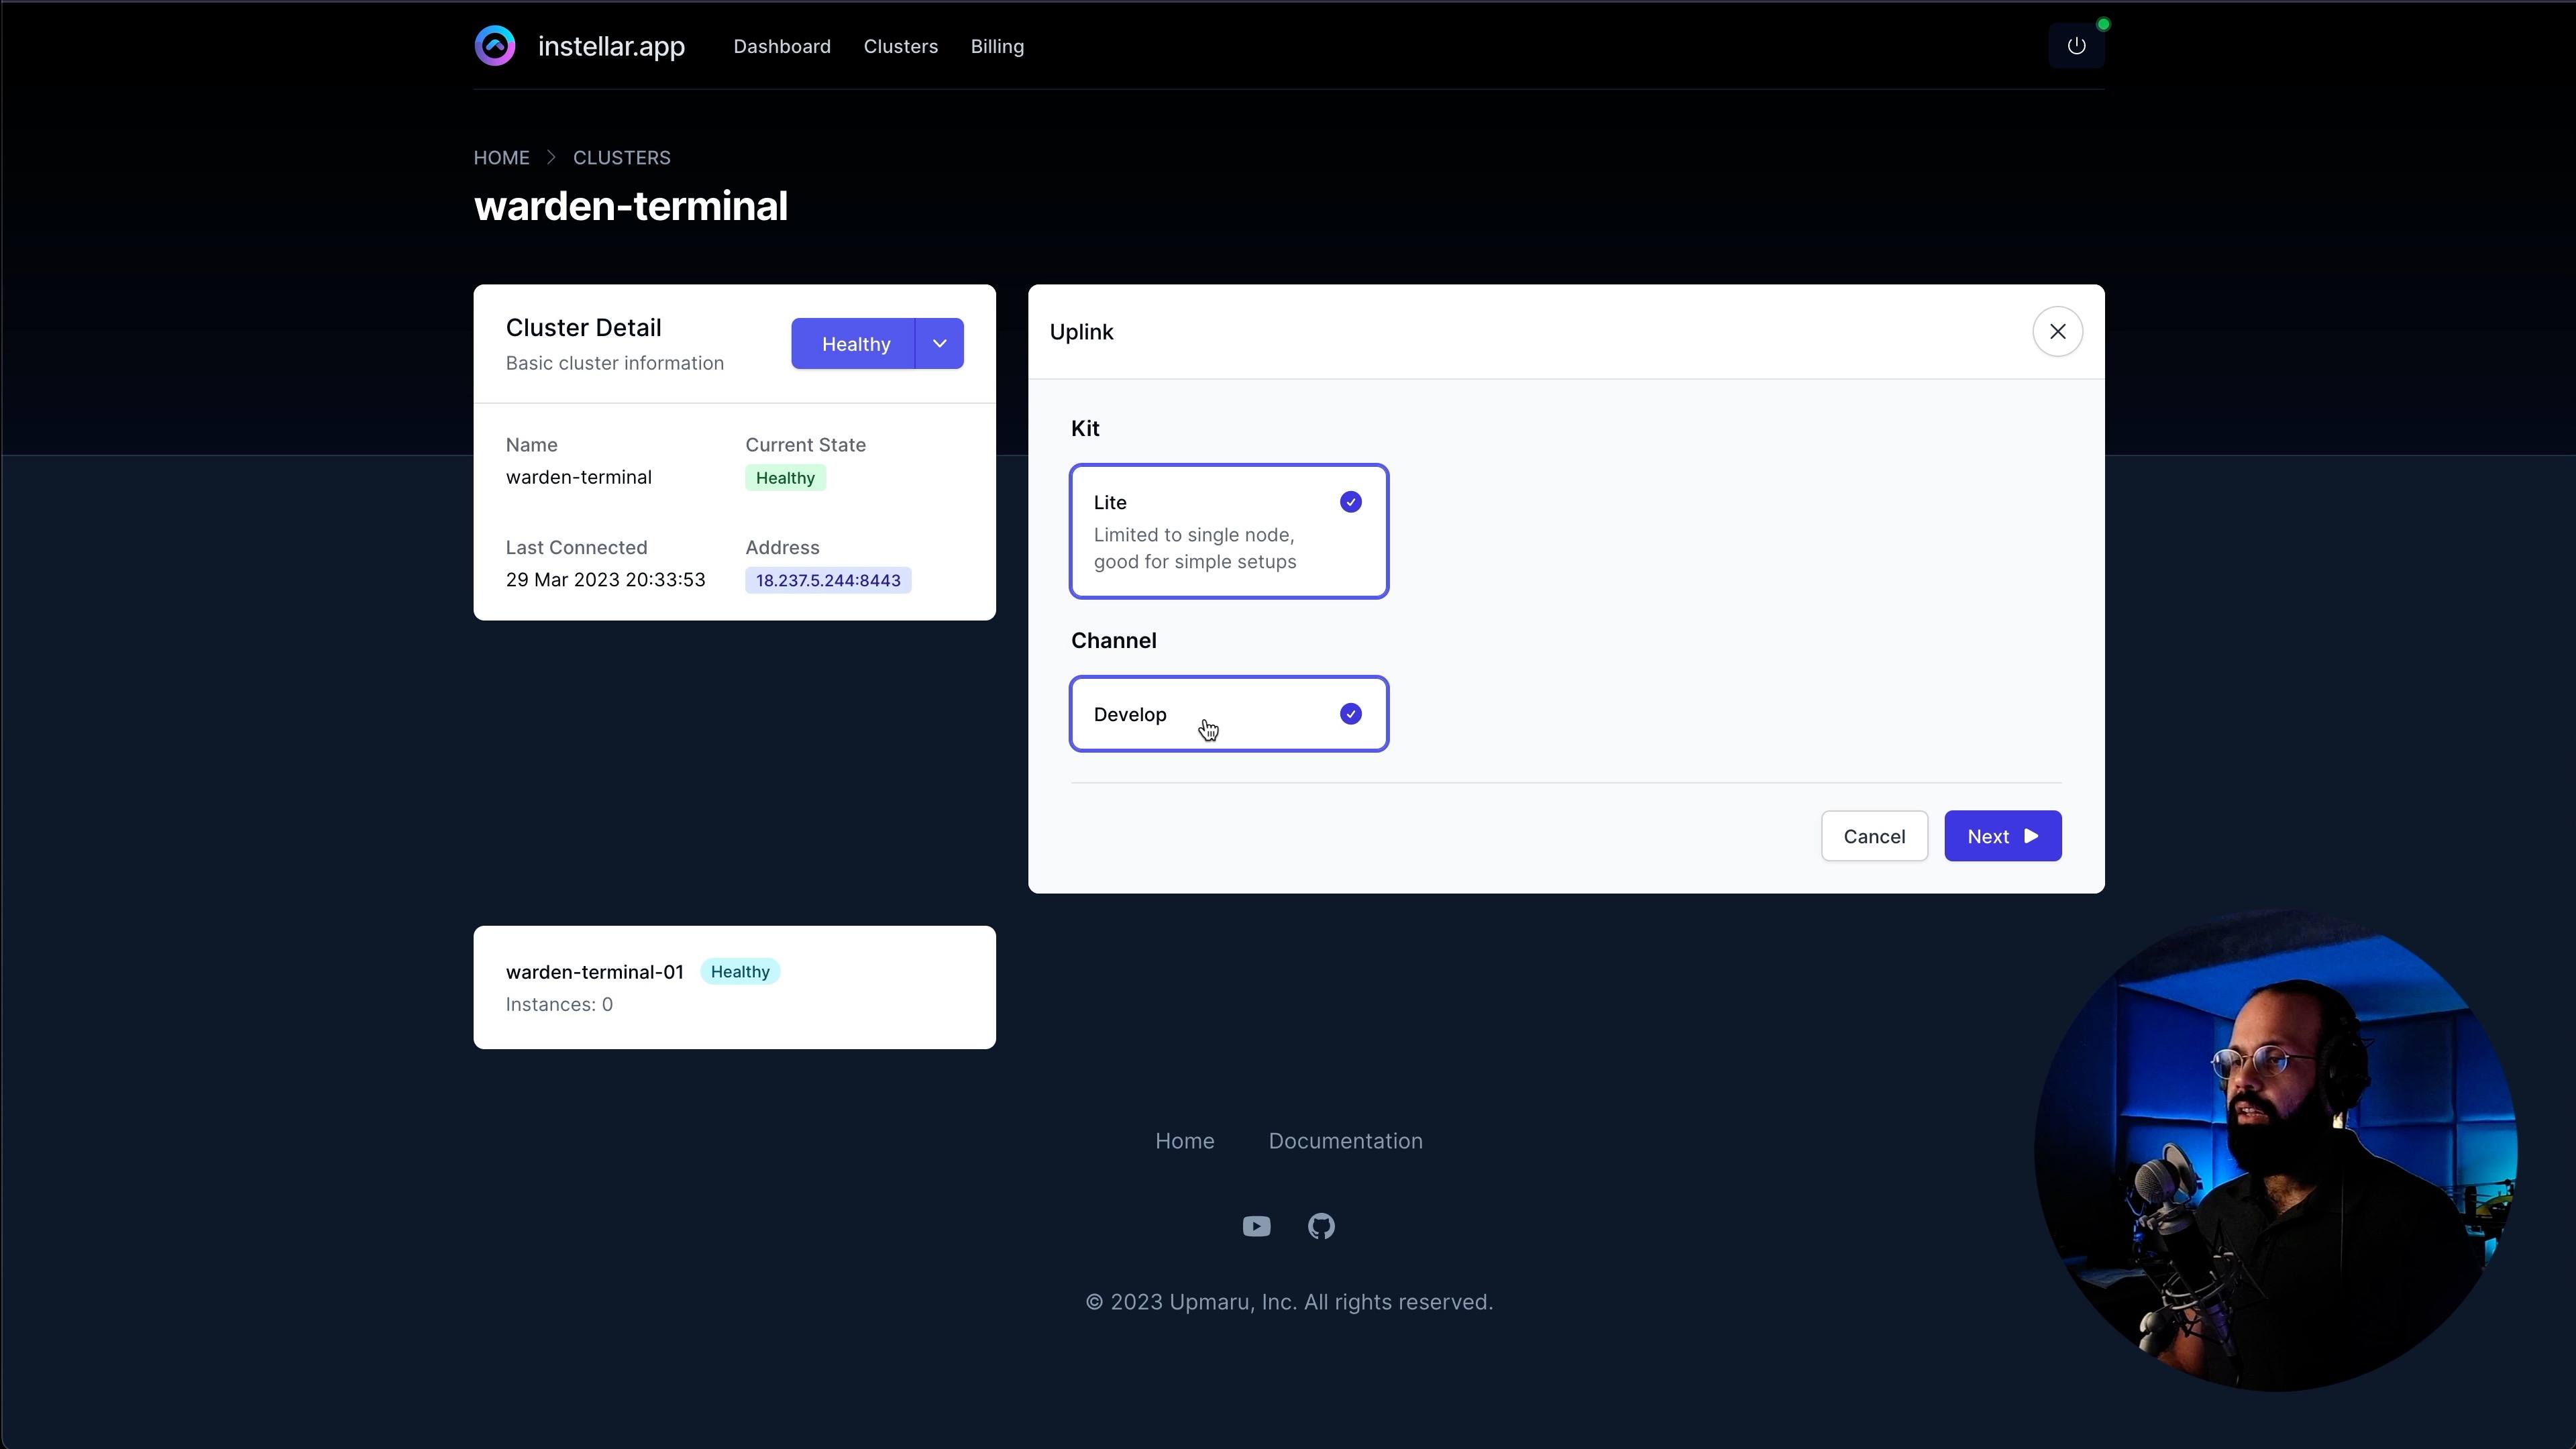 instellar.app
Dashboard
Clusters
Billing
HOME
CLUSTERS
warden-terminal
Cluster Detail
Basic cluster information
Healthy
Name
warden-terminal
Current State
Healthy
Last Connected
29 Mar 2023 20:33:53
Address
18.237.5.244:8443
Uplink
Kit
Lite
Limited to single node,
good for simple setups
Channel
Develop
Cancel
Next
warden-terminal-01
Healthy
Instances: 0
Home
Documentation
© 2023 Upmaru, Inc. All rights reserved.